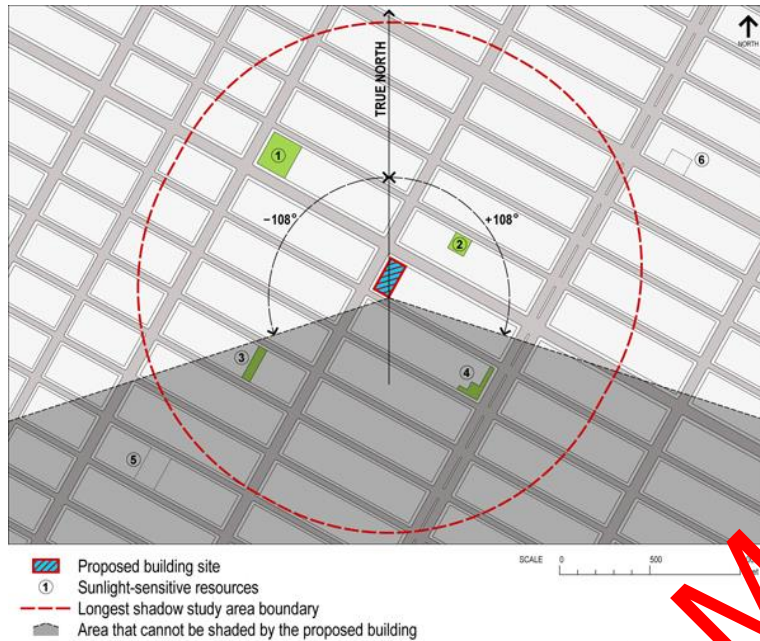 TRUE NORTH
NORTH
①
⑥
−108°
+108°
②
③
④
⑤
Proposed building site
① Sunlight-sensitive resources
Longest shadow study area boundary
Area that cannot be shaded by the proposed building
SCALE 0 500
M